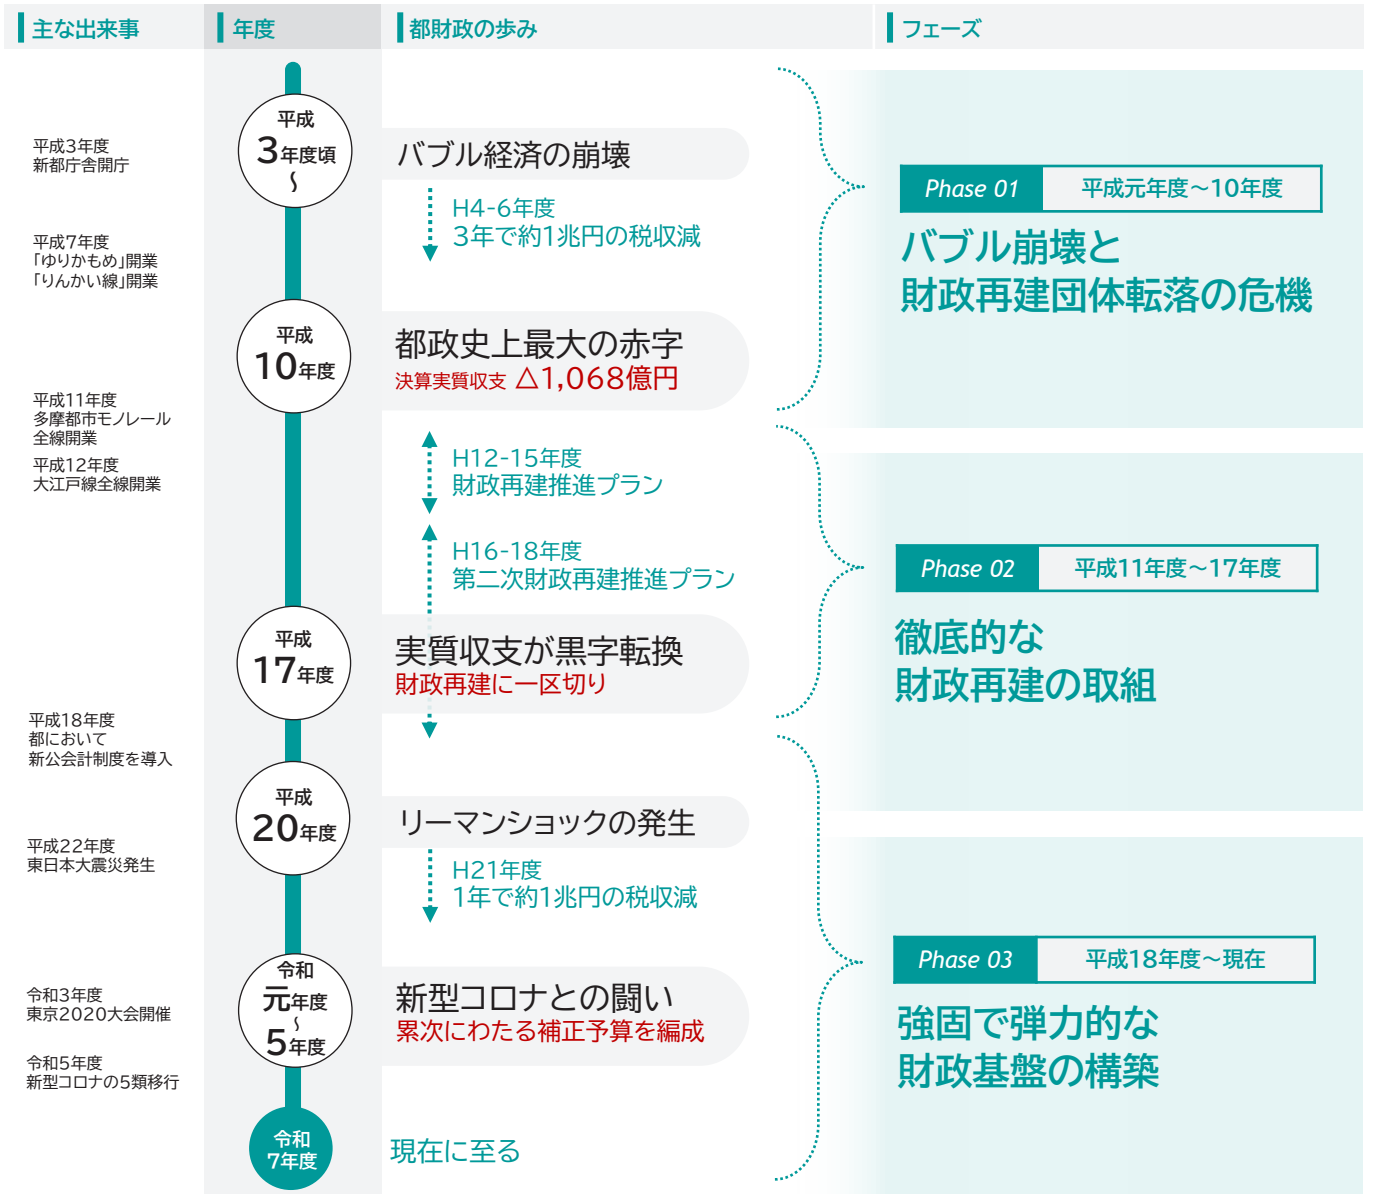 主な出来事
年度
都財政の歩み
フェーズ
平成3年度
新都庁舎開庁
平成7年度
「ゆりかもめ」開業
「りんかい線」開業
平成11年度
多摩都市モノレール
全線開業
平成12年度
大江戸線全線開業
平成18年度
都において
新公会計制度を導入
平成22年度
東日本大震災発生
令和3年度
東京2020大会開催
令和5年度
新型コロナの5類移行
平成
3年度頃
～
平成
10年度
平成
17年度
平成
20年度
令和
元年度
～
5年度
令和
7年度
バブル経済の崩壊
H4-6年度
3年で約1兆円の税収減
都政史上最大の赤字
決算実質収支 △1,068億円
H12-15年度
財政再建推進プラン
H16-18年度
第二次財政再建推進プラン
実質収支が黒字転換
財政再建に一区切り
リーマンショックの発生
H21年度
1年で約1兆円の税収減
新型コロナとの闘い
累次にわたる補正予算を編成
現在に至る
Phase 01 平成元年度～10年度
バブル崩壊と
財政再建団体転落の危機
Phase 02 平成11年度～17年度
徹底的な
財政再建の取組
Phase 03 平成18年度～現在
強固で弾力的な
財政基盤の構築